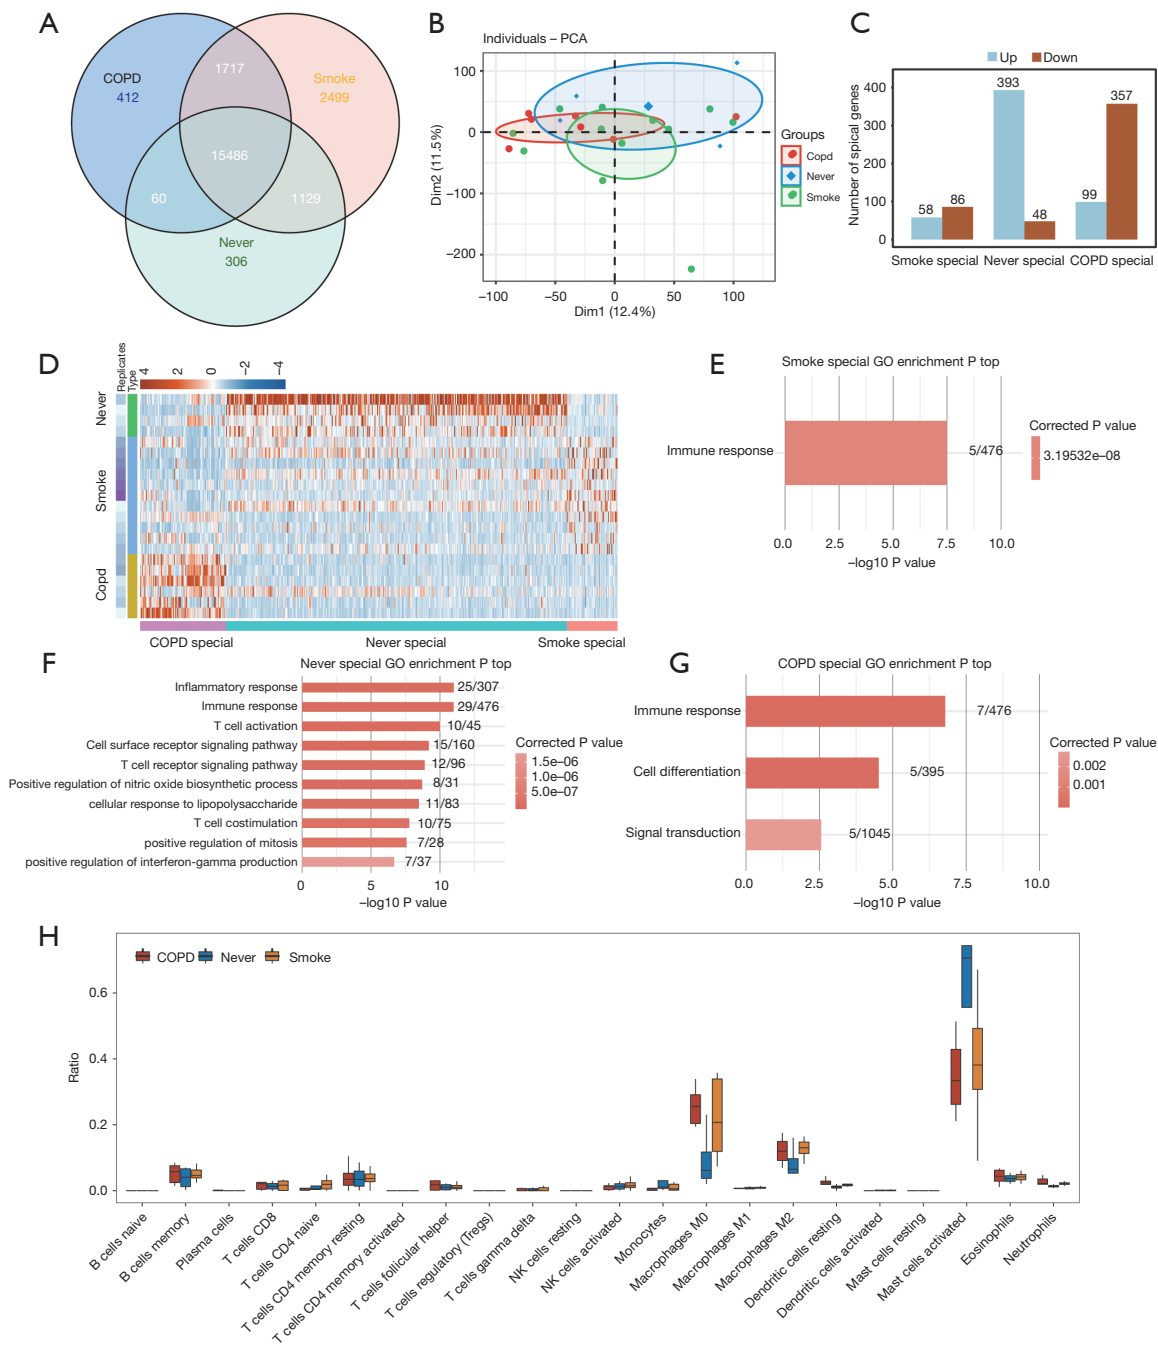 A
COPD
412
1717
Smoke
2499
15486
60
1129
Never
306
B
Individuals – PCA
Dim2 (11.5%)
100
0
–100
–200
–100
–50
0
50
100
Dim1 (12.4%)
Groups
Copd
Never
Smoke
C
Up
Down
Number of spical genes
400
300
200
100
0
58
86
393
48
99
357
Smoke special
Never special
COPD special
D
Replicates
Type
4
2
0
–2
–4
Never
Smoke
Copd
COPD special
Never special
Smoke special
E
Smoke special GO enrichment P top
Immune response
5/476
Corrected P value
3.19532e–08
0.0
2.5
5.0
7.5
10.0
–log10 P value
F
Never special GO enrichment P top
Inflammatory response
25/307
Immune response
29/476
T cell activation
10/45
Cell surface receptor signaling pathway
15/160
T cell receptor signaling pathway
12/96
Positive regulation of nitric oxide biosynthetic process
8/31
cellular response to lipopolysaccharide
11/83
T cell costimulation
10/75
positive regulation of mitosis
7/28
positive regulation of interferon-gamma production
7/37
0
5
10
–log10 P value
Corrected P value
1.5e–06
1.0e–06
5.0e–07
G
COPD special GO enrichment P top
Immune response
7/476
Cell differentiation
5/395
Signal transduction
5/1045
0.0
2.5
5.0
7.5
10.0
–log10 P value
Corrected P value
0.002
0.001
H
COPD
Never
Smoke
Ratio
0.6
0.4
0.2
0.0
B cells naive
B cells memory
Plasma cells
T cells CD8
T cells CD4 naive
T cells CD4 memory resting
T cells CD4 memory activated
T cells follicular helper
T cells regulatory (Tregs)
T cells gamma delta
NK cells resting
NK cells activated
Monocytes
Macrophages M0
Macrophages M1
Macrophages M2
Dendritic cells resting
Dendritic cells activated
Mast cells resting
Mast cells activated
Eosinophils
Neutrophils